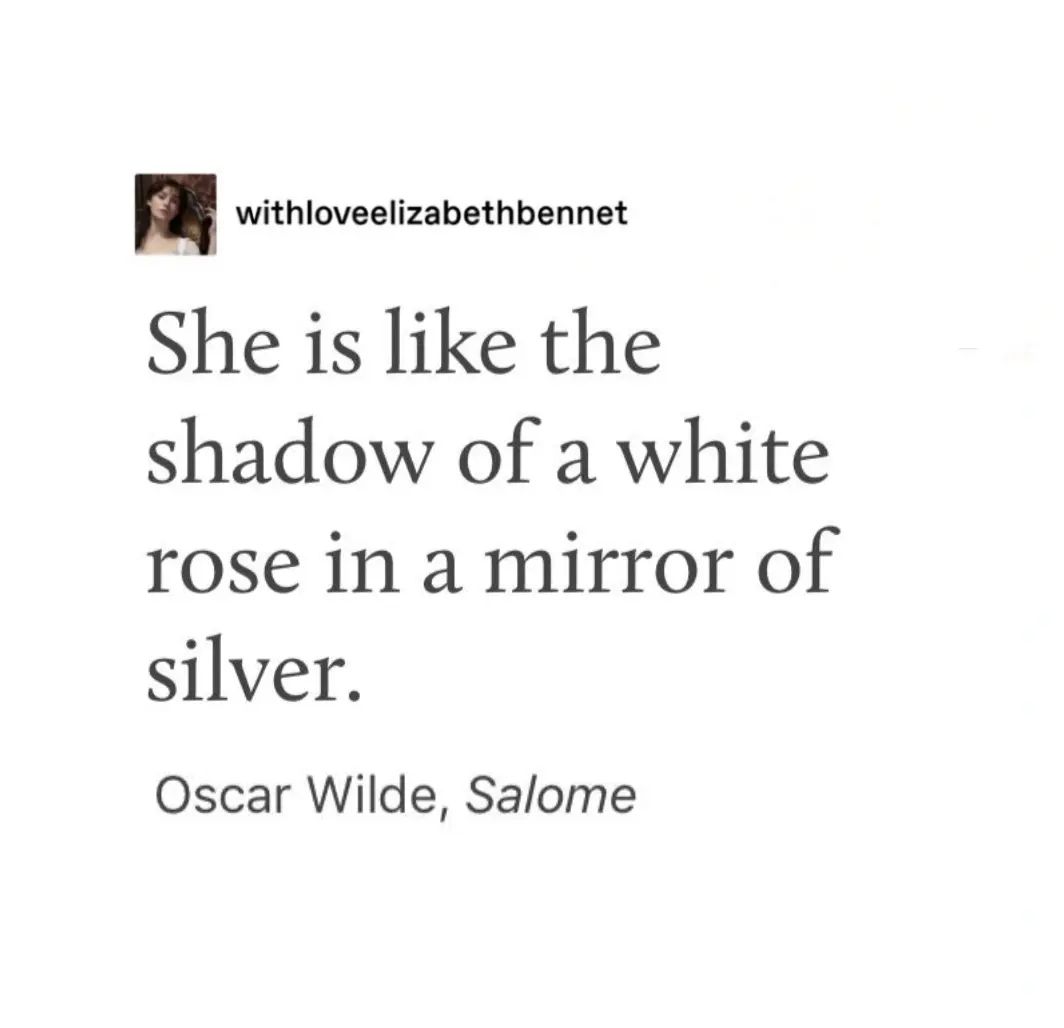 withloveelizabethbennet
She is like the
shadow of a white
rose in a mirror of
silver.
Oscar Wilde, Salome